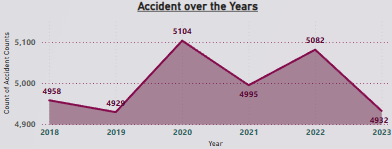 Accident over the Years
5104
5082
5,100
4995
5,000
4958
4929
4932
4,900
2018 2019 2020 2021 2022 2023
Year
Count of Accident Counts